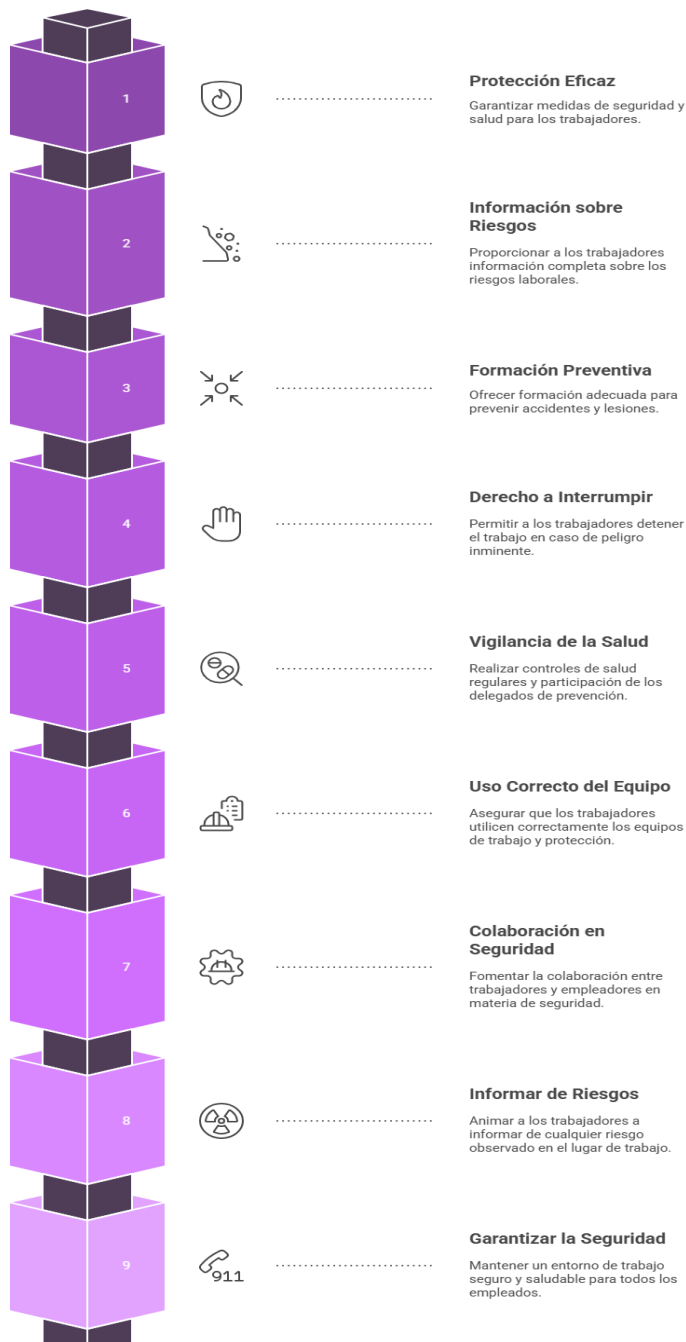 1
Protección Eficaz
Garantizar medidas de seguridad y
salud para los trabajadores.
2
Información sobre
Riesgos
Proporcionar a los trabajadores
información completa sobre los
riesgos laborales.
3
Formación Preventiva
Ofrecer formación adecuada para
prevenir accidentes y lesiones.
4
Derecho a Interrumpir
Permitir a los trabajadores detener
el trabajo en caso de peligro
inminente.
5
Vigilancia de la Salud
Realizar controles de salud
regulares y participación de los
delegados de prevención.
6
Uso Correcto del Equipo
Asegurar que los trabajadores
utilicen correctamente los equipos
de trabajo y protección.
7
Colaboración en
Seguridad
Fomentar la colaboración entre
trabajadores y empleadores en
materia de seguridad.
8
Informar de Riesgos
Animar a los trabajadores a
informar de cualquier riesgo
observado en el lugar de trabajo.
9
911
Garantizar la Seguridad
Mantener un entorno de trabajo
seguro y saludable para todos los
empleados.